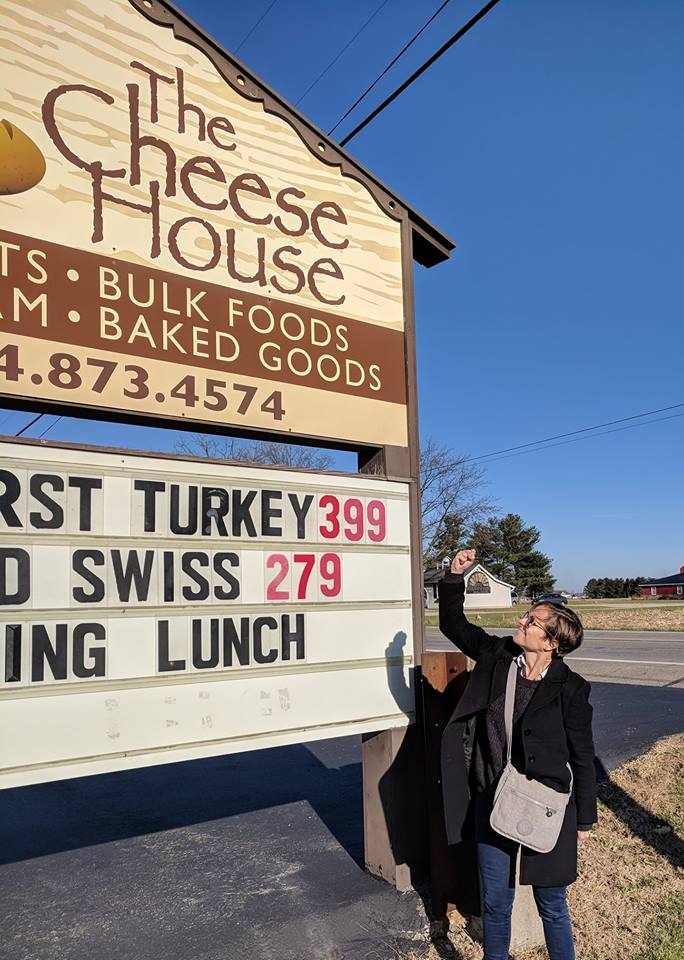 The
Cheese
House
TS • BULK FOODS
AM • BAKED GOODS
4.873.4574
RST T TURKEY 399
D SWISS 279
ING LUNCH